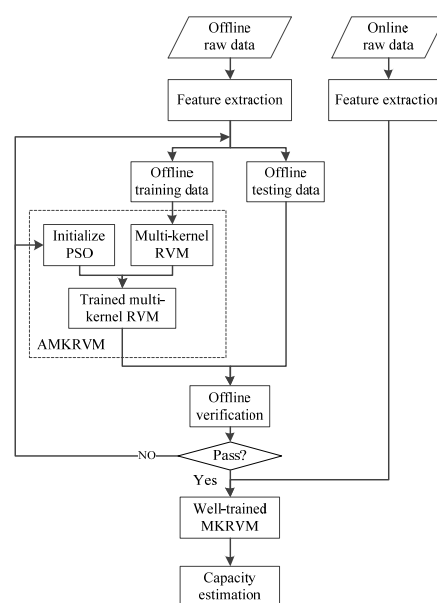 Offline
raw data
Online
raw data
Feature extraction
Feature extraction
Offline
training data
Offline
testing data
Initialize
PSO
Multi-kernel
RVM
Trained multi-
kernel RVM
AMKRVM
Offline
verification
NO
Pass?
Yes
Well-trained
MKRVM
Capacity
estimation